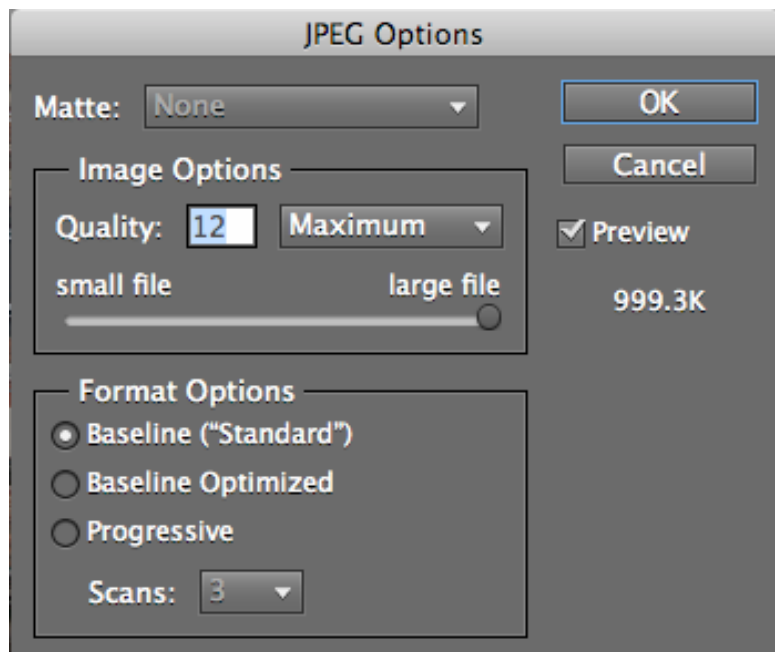 JPEG Options
Matte: None
OK
Cancel
Image Options
Quality: 12 Maximum
Preview
small file large file
999.3K
Format Options
Baseline (“Standard”)
Baseline Optimized
Progressive
Scans: 3